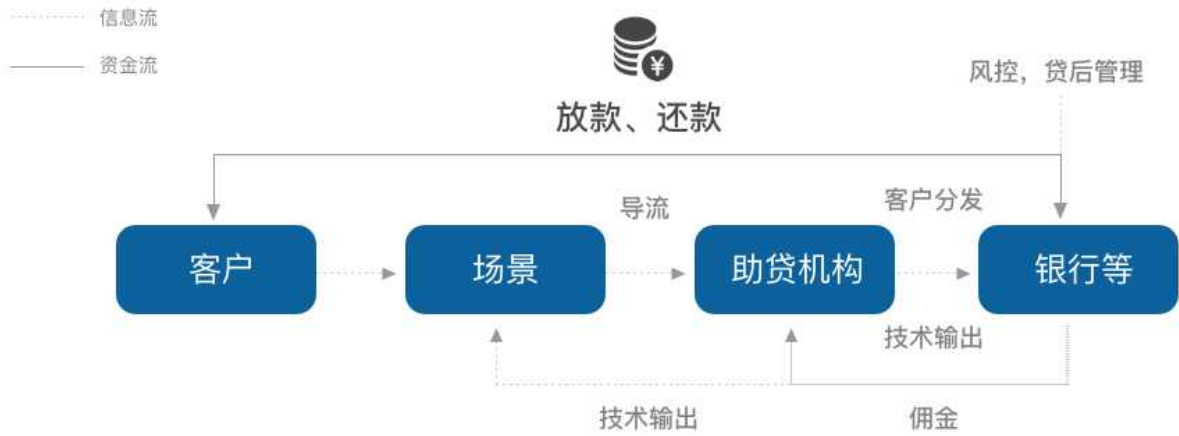 信息流
资金流
¥
风控，贷后管理
放款、还款
导流
客户分发
客户
场景
助贷机构
银行等
技术输出
技术输出
佣金